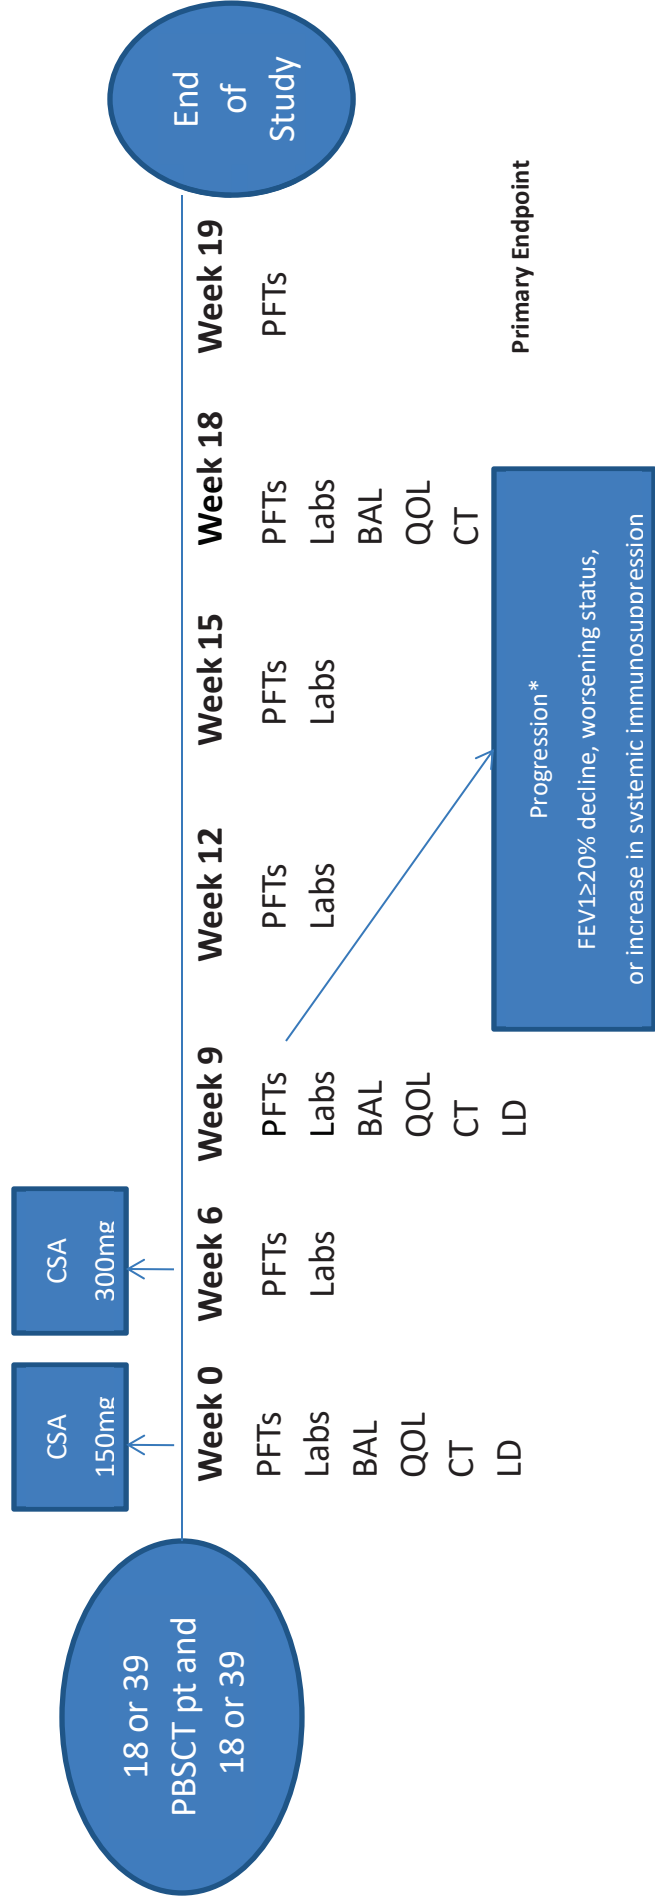 CSA
150mg
CSA
300mg
18 or 39
PBSCT pt and
18 or 39
Week 0
PFTs
Labs
BAL
QOL
CT
LD
Week 6
PFTs
Labs
Week 9
PFTs
Labs
BAL
QOL
CT
LD
Week 12
PFTs
Labs
Week 15
PFTs
Labs
Week 18
PFTs
Labs
BAL
QOL
CT
Week 19
PFTs
End
of
Study
Progression*
FEV1≥20% decline, worsening status,
or increase in systemic immunosuppression
Primary Endpoint